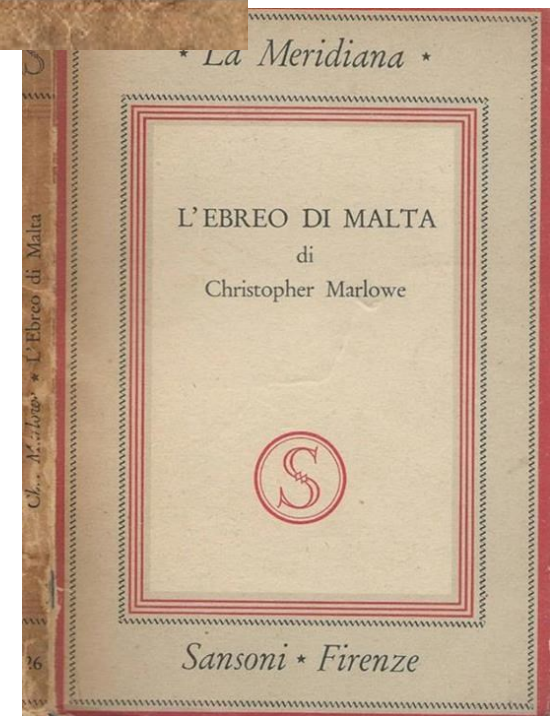 * La Meridiana *
L'EBREO DI MALTA
di
Christopher Marlowe
S
Sansoni * Firenze
S
* L'Ebreo di Malta
26